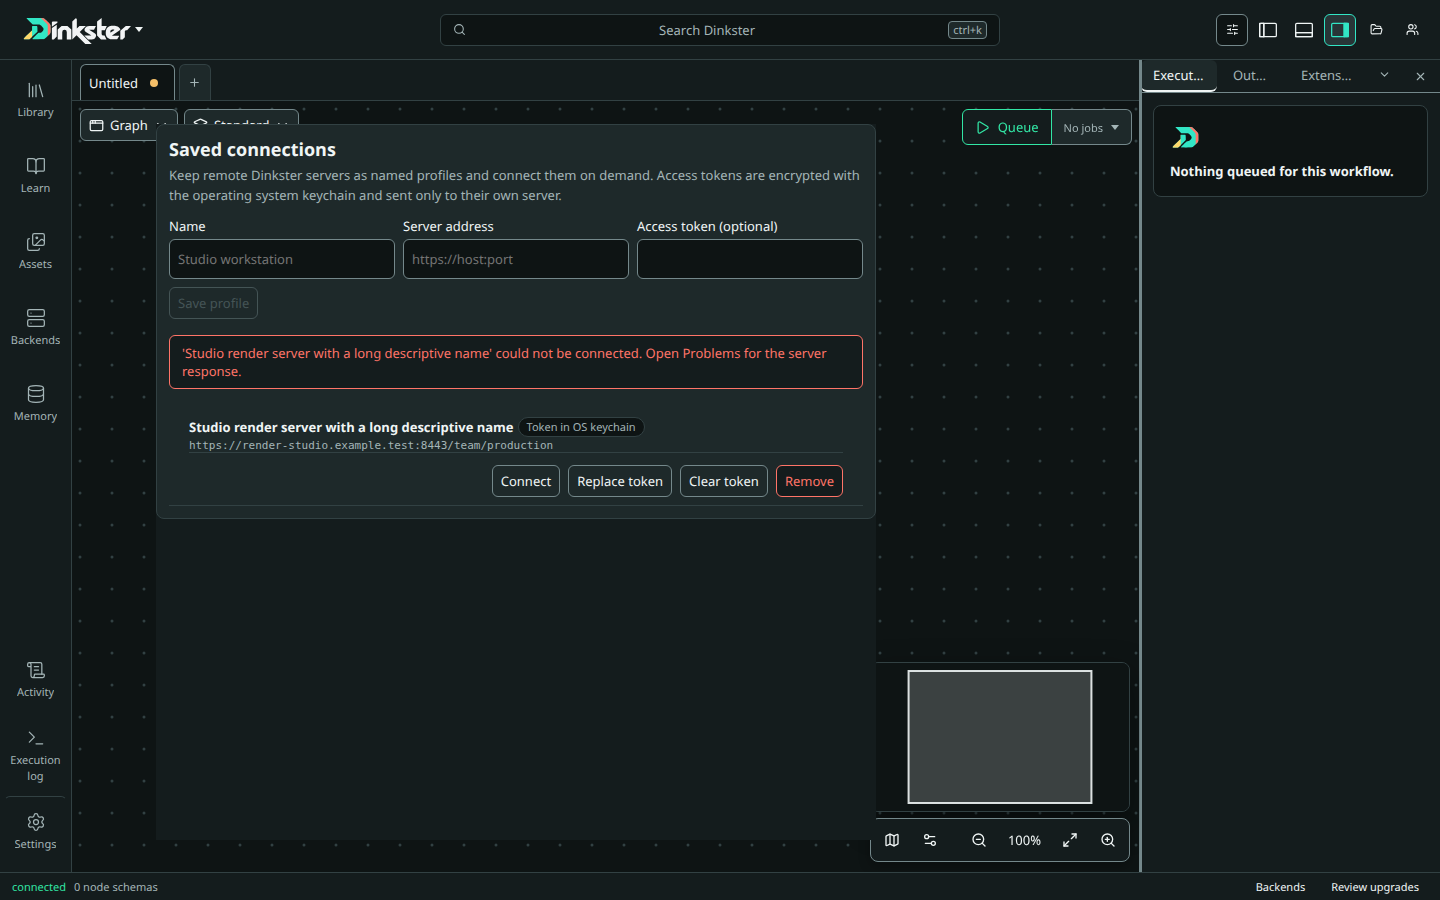 Dinkster
Search Dinkster
ctrl+k
Library
Learn
Assets
Backends
Memory
Activity
Execution
log
Settings
Untitled
+
Graph
Standard
Queue
No jobs
Saved connections
Keep remote Dinkster servers as named profiles and connect them on demand. Access tokens are encrypted with
the operating system keychain and sent only to their own server.
Name
Server address
Access token (optional)
Studio workstation
https://host:port
Save profile
'Studio render server with a long descriptive name' could not be connected. Open Problems for the server
response.
Studio render server with a long descriptive name
Token in OS keychain
https://render-studio.example.test:8443/team/production
Connect
Replace token
Clear token
Remove
100%
Execut...
Out...
Extens...
Nothing queued for this workflow.
connected
0 node schemas
Backends
Review upgrades